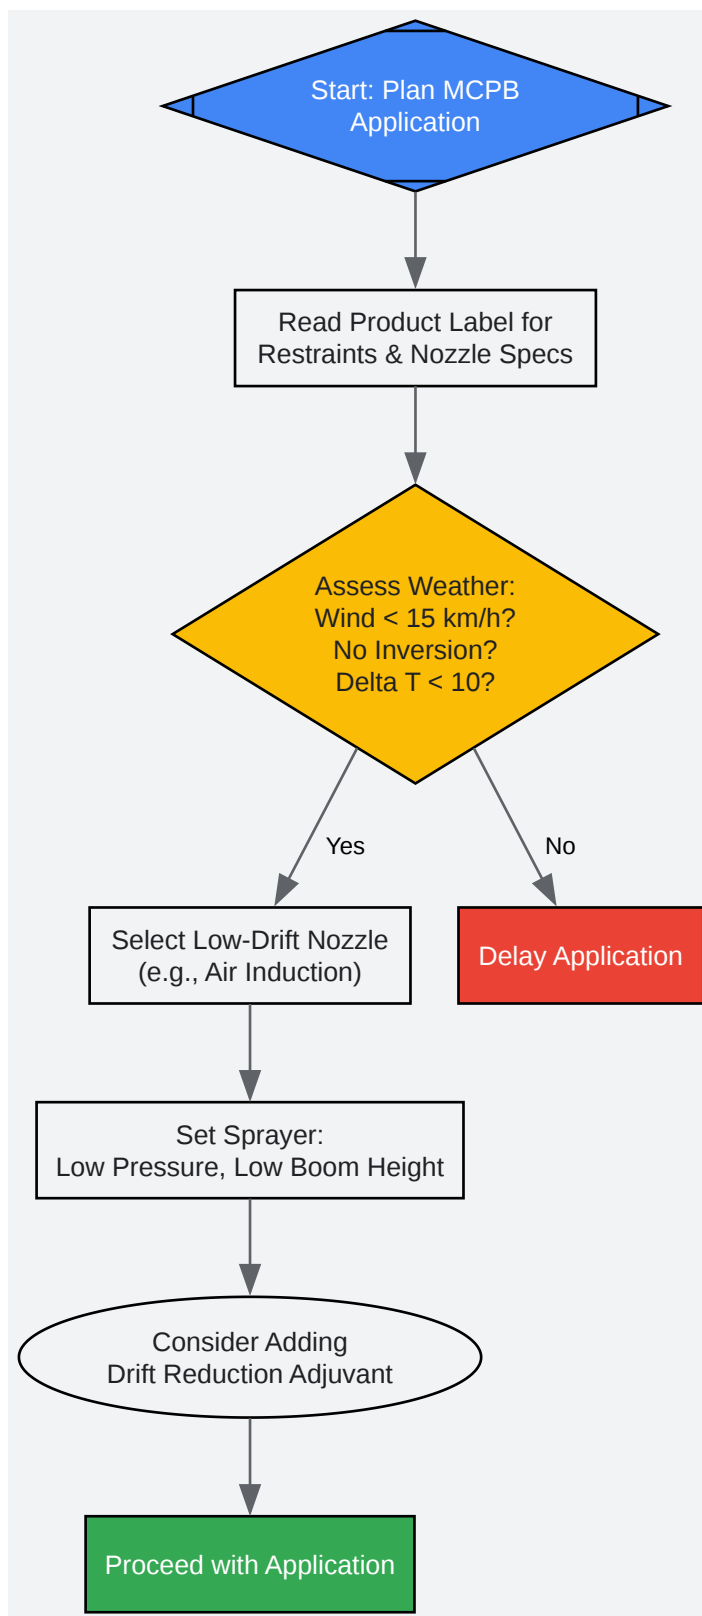 Start: Plan MCPB
Application
Read Product Label for
Restraints & Nozzle Specs
Assess Weather:
Wind < 15 km/h?
No Inversion?
Delta T < 10?
Yes
No
Select Low-Drift Nozzle
(e.g., Air Induction)
Delay Application
Set Sprayer:
Low Pressure, Low Boom Height
Consider Adding
Drift Reduction Adjuvant
Proceed with Application